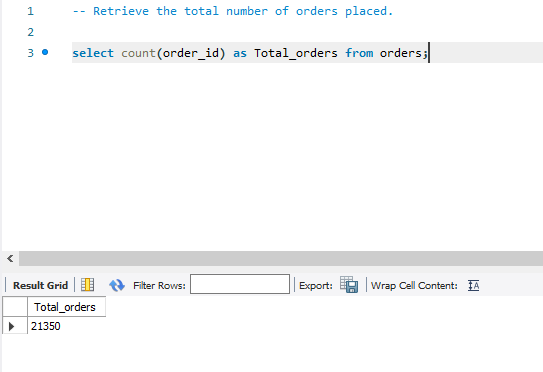 1 -- Retrieve the total number of orders placed.
2
3 select count(order_id) as Total_orders from orders;
Result Grid Filter Rows: Export: Wrap Cell Content:
Total_orders
21350